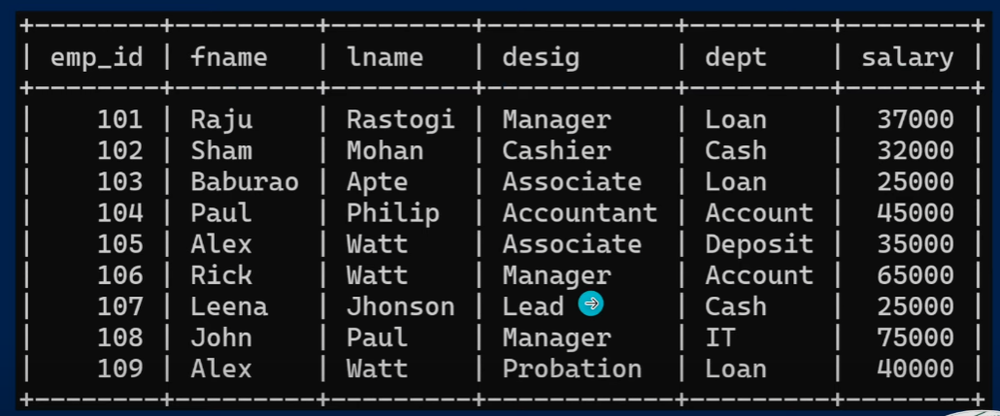 | emp_id | fname | lname | desig | dept | salary |
| 101 | Raju | Rastogi | Manager | Loan | 37000 |
| 102 | Sham | Mohan | Cashier | Cash | 32000 |
| 103 | Baburao | Apte | Associate | Loan | 25000 |
| 104 | Paul | Philip | Accountant | Account | 45000 |
| 105 | Alex | Watt | Associate | Deposit | 35000 |
| 106 | Rick | Watt | Manager | Account | 65000 |
| 107 | Leena | Jhonson | Lead | Cash | 25000 |
| 108 | John | Paul | Manager | IT | 75000 |
| 109 | Alex | Watt | Probation | Loan | 40000 |